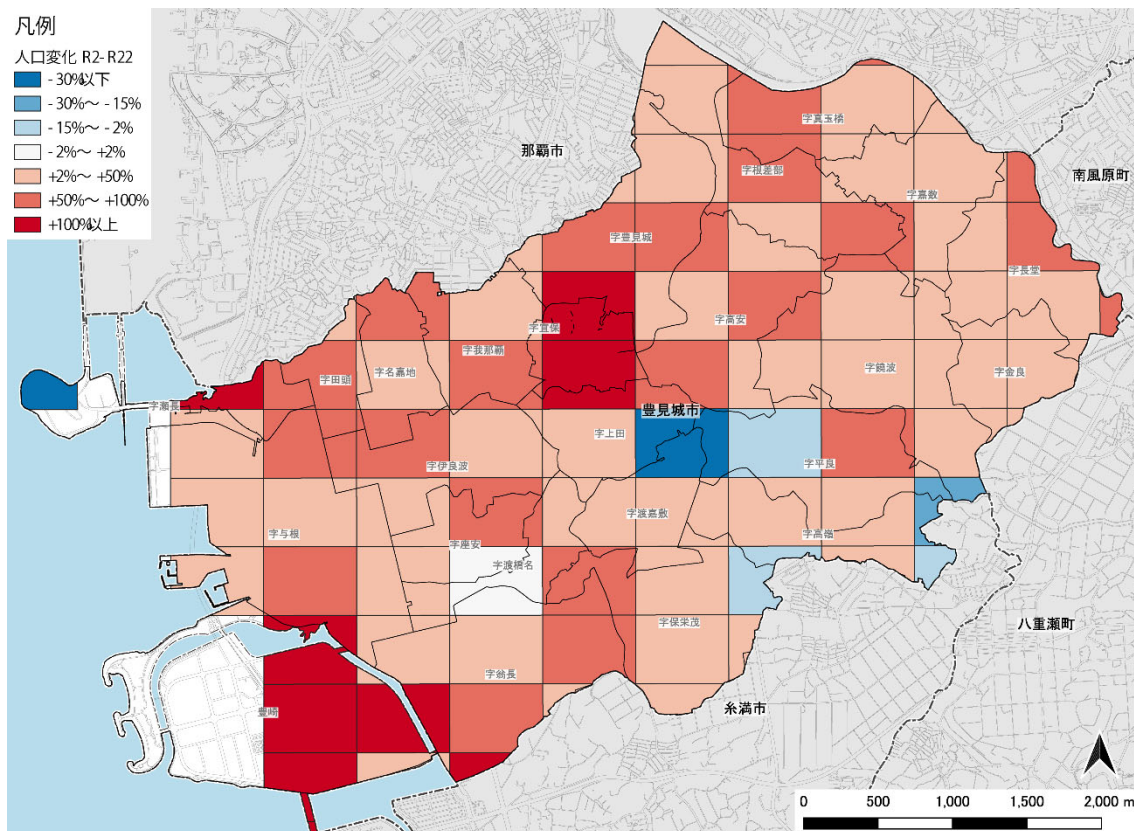 凡例
人口変化 R2-R22
-30%以下
-30%～-15%
-15%～-2%
-2%～+2%
+2%～+50%
+50%～+100%
+100%以上
那覇市
南風原町
字真玉橋
字根差部
字嘉数
字豊見城
字長堂
字宜保
字高安
字我那覇
字田頭
字名嘉地
字饒波
字金良
字瀬長
豊見城市
字上田
字伊良波
字平良
字与根
字座安
字渡嘉敷
字高嶺
字渡橋名
字保栄茂
八重瀬町
字翁長
糸満市
豊崎
0 500 1,000 1,500 2,000 m